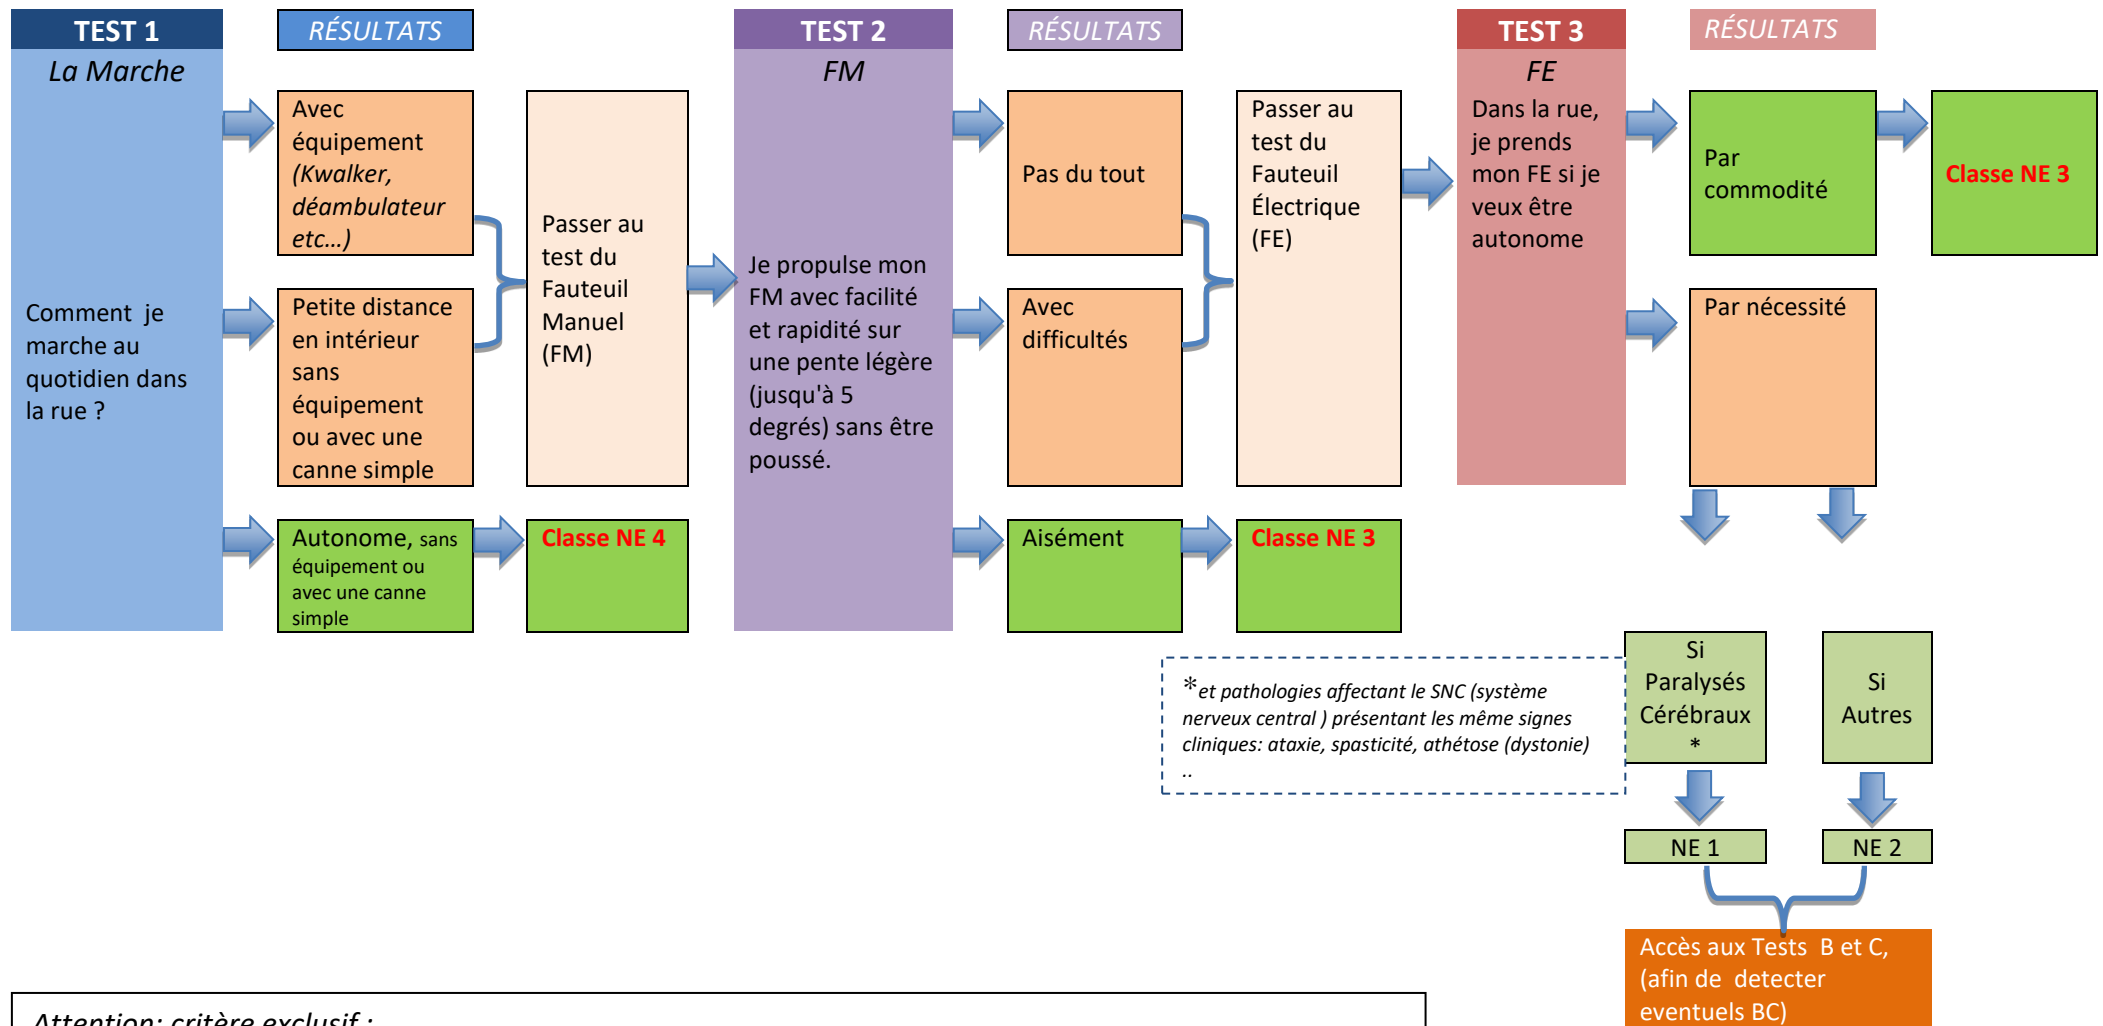 TEST 1
La Marche
Comment je
marche au
quotidien dans
la rue ?
RÉSULTATS
Avec
équipement
(Kwalker,
déambulateur
etc…)
Petite distance
en intérieur
sans
équipement
ou avec une
canne simple
Autonome, sans
équipement ou
avec une canne
simple
Passer au
test du
Fauteuil
Manuel
(FM)
Classe NE 4
TEST 2
FM
Je propulse mon
FM avec facilité
et rapidité sur
une pente légère
(jusqu'à 5
degrés) sans être
poussé.
RÉSULTATS
Pas du tout
Avec
difficultés
Aisément
Passer au
test du
Fauteuil
Électrique
(FE)
Classe NE 3
TEST 3
FE
Dans la rue,
je prends
mon FE si je
veux être
autonome
RÉSULTATS
Par
commodité
Classe NE 3
Par nécessité
*et pathologies affectant le SNC (système
nerveux central ) présentant les même signes
cliniques: ataxie, spasticité, athétose (dystonie)
..
Si
Paralysés
Cérébraux
*
Si
Autres
NE 1
NE 2
Accès aux Tests B et C,
(afin de detecter
eventuels BC)
Attention: critère exclusif :